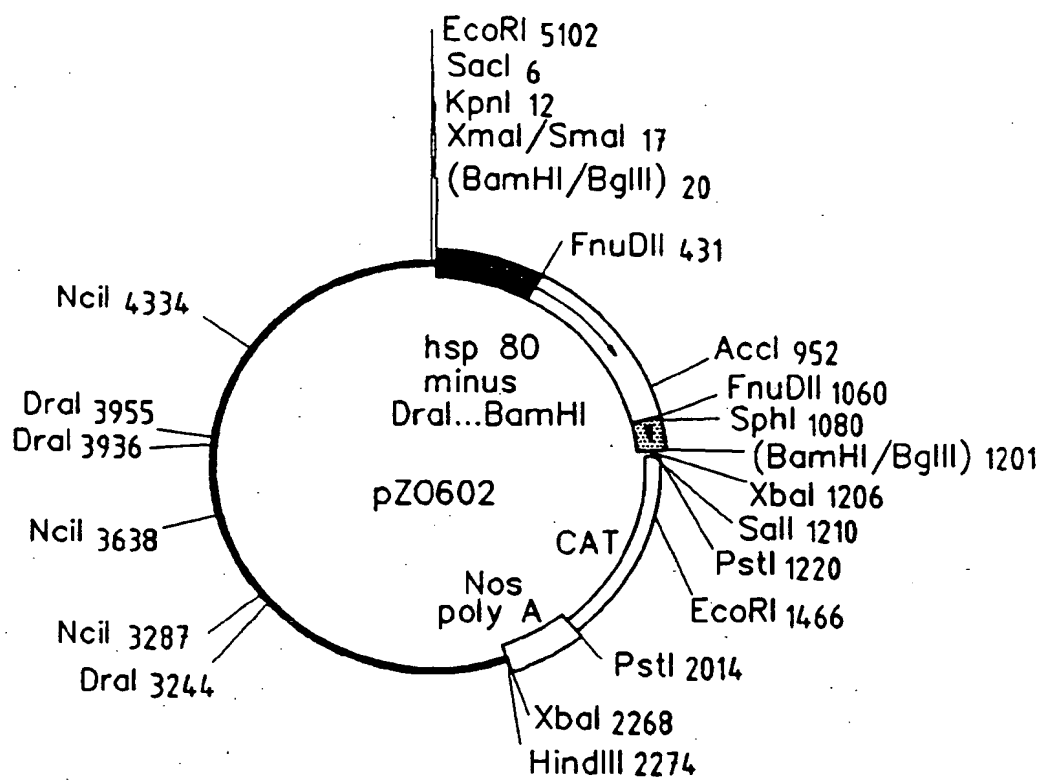 EcoRI 5102
SacI 6
KpnI 12
XmaI/SmaI 17
(BamHI/BglII) 20
FnuDII 431
AccI 952
FnuDII 1060
SphI 1080
(BamHI/BglII) 1201
XbaI 1206
SalI 1210
PstI 1220
EcoRI 1466
PstI 2014
XbaI 2268
HindIII 2274
DraI 3244
NciI 3287
NciI 3638
DraI 3936
DraI 3955
NciI 4334
hsp 80
minus
DraI...BamHI
pZO602
CAT
Nos
poly A